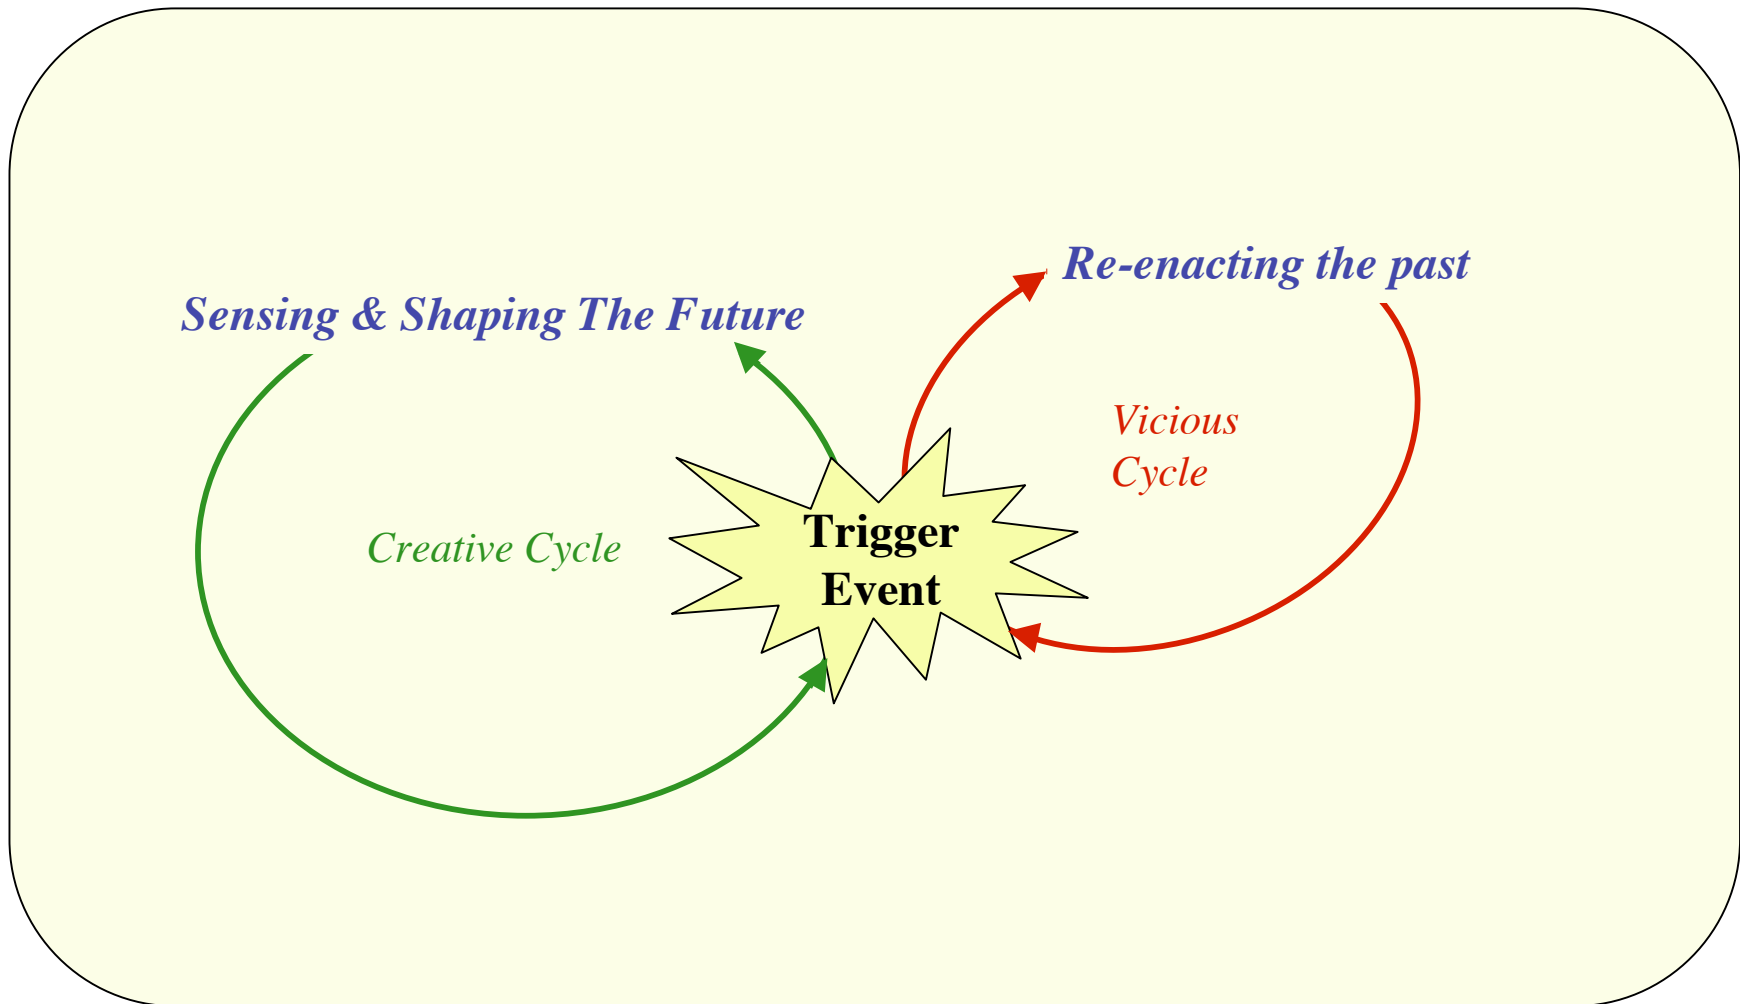 Re-enacting the past
Sensing & Shaping The Future
Vicious
Cycle
Creative Cycle
Trigger
Event